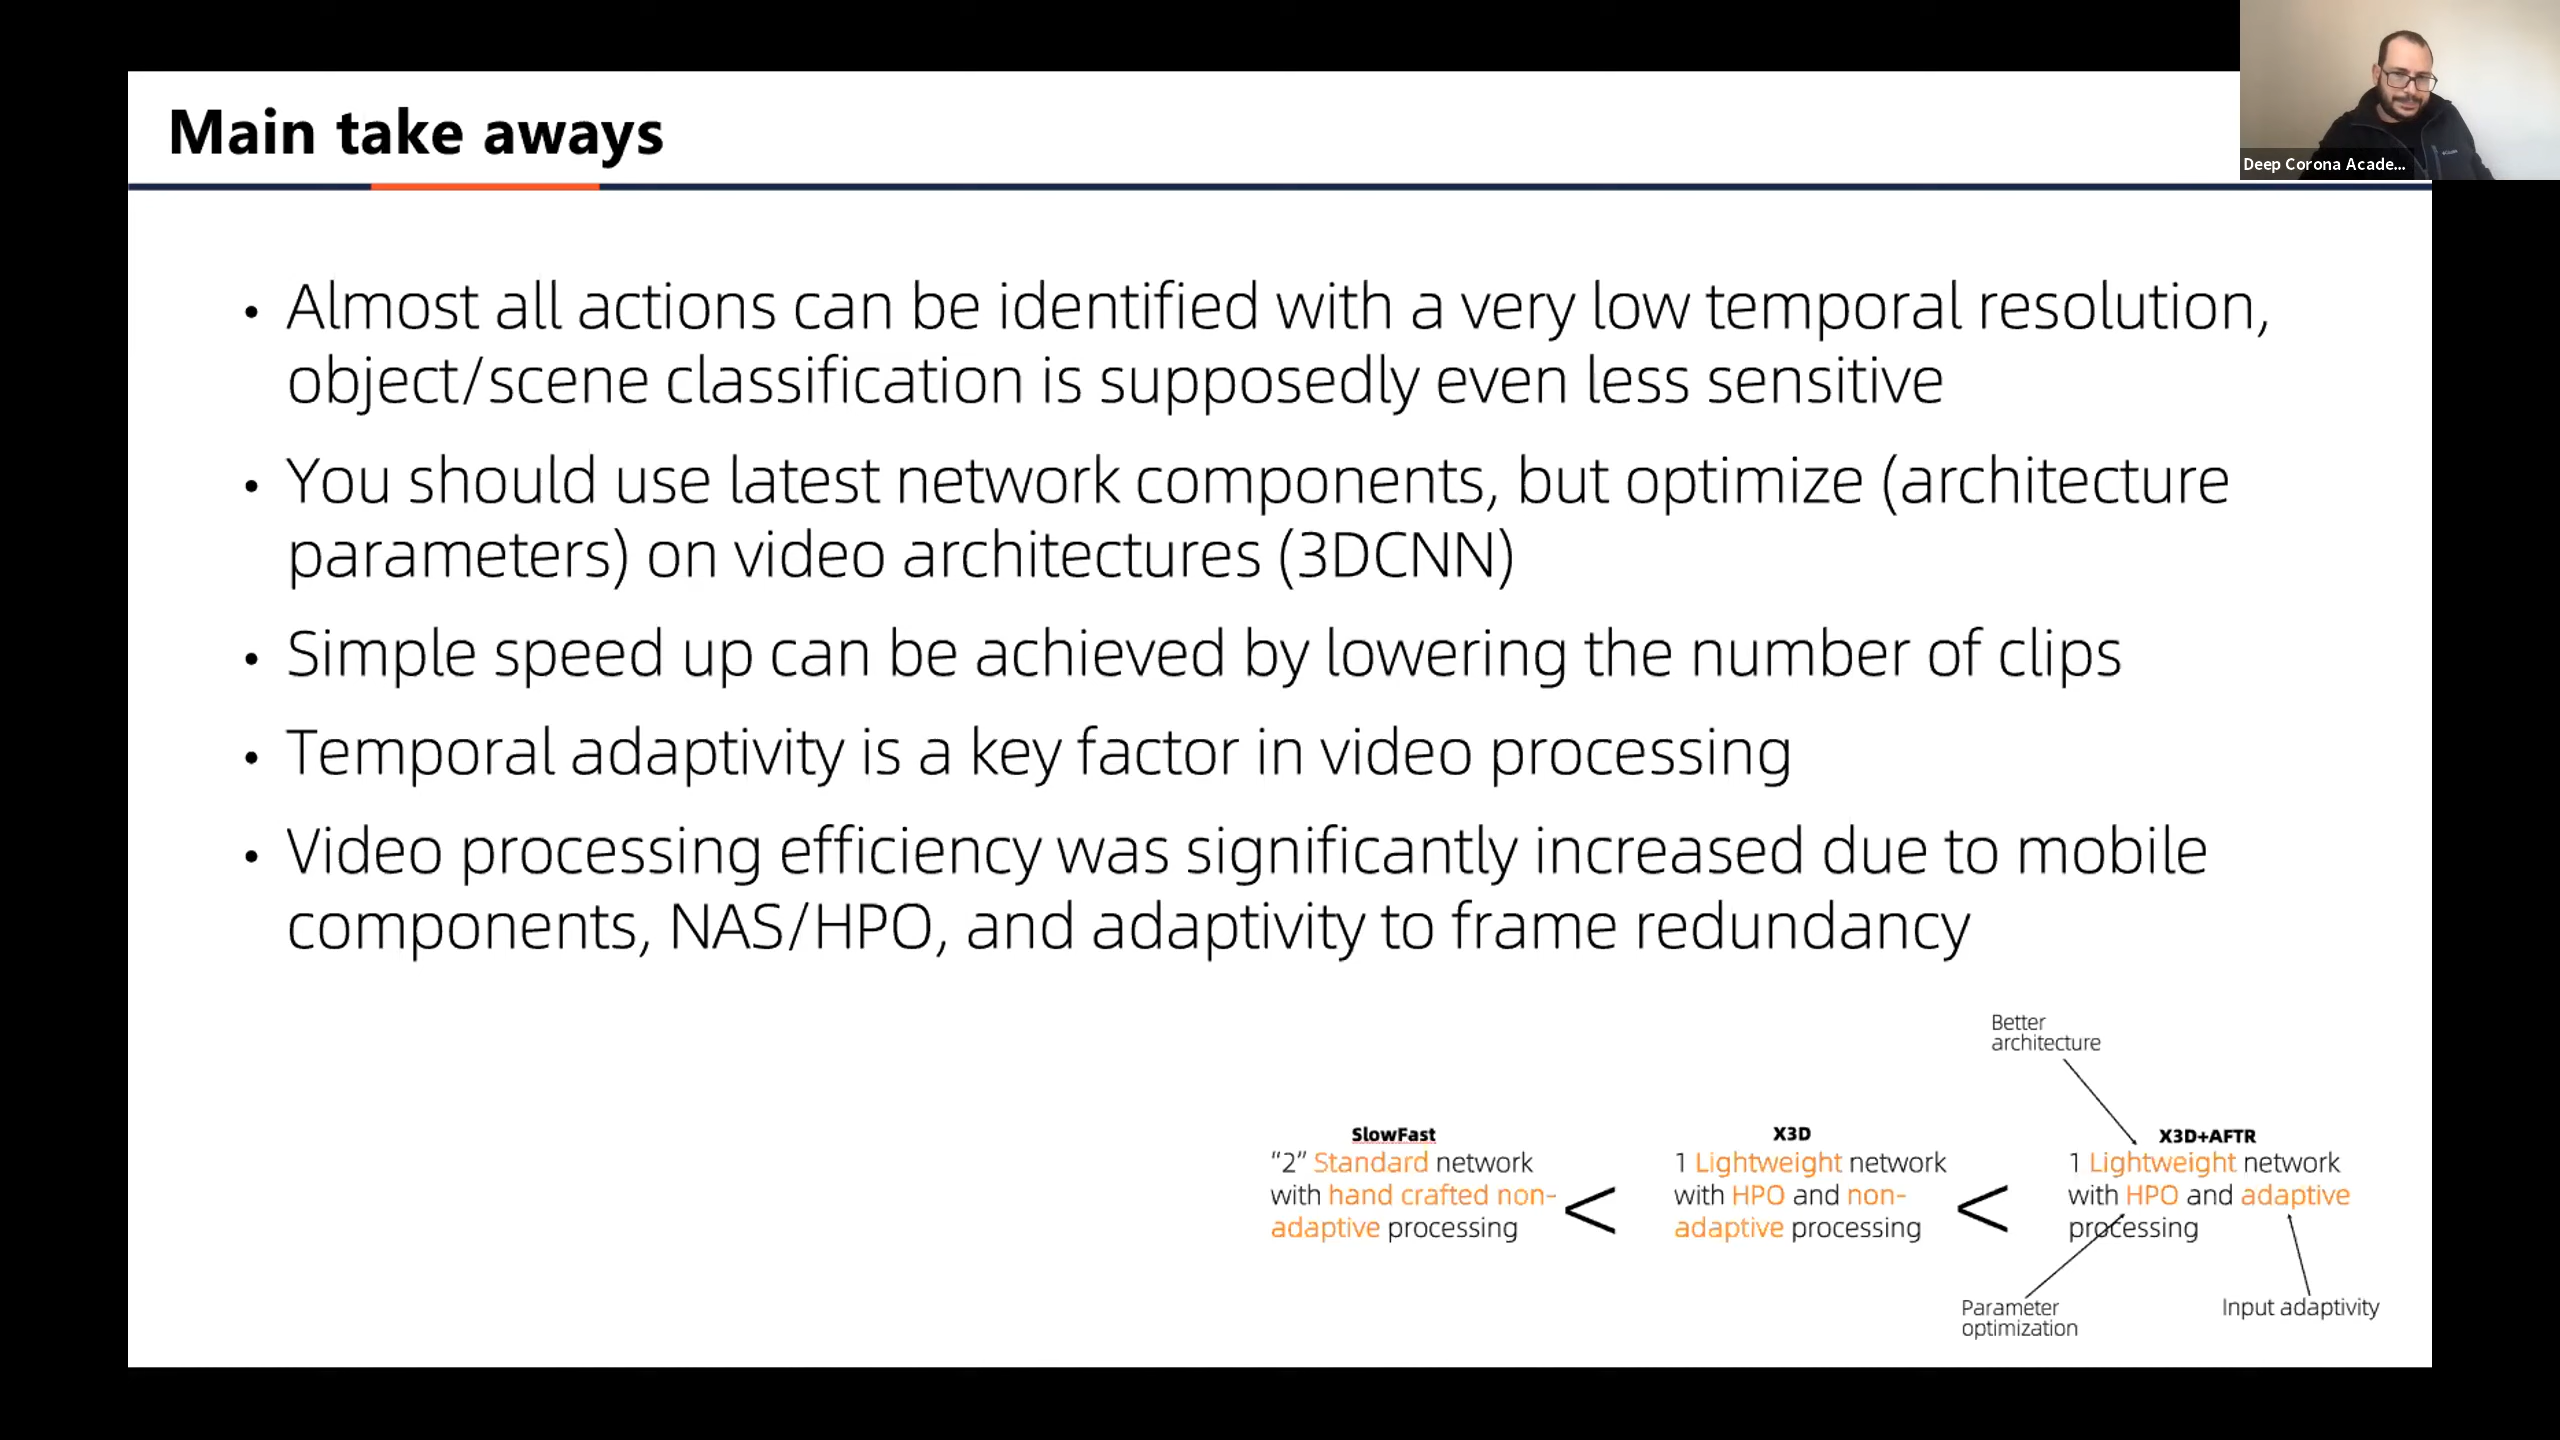 Main take aways
Deep Corona Acade...
• Almost all actions can be identified with a very low temporal resolution,
object/scene classification is supposedly even less sensitive
• You should use latest network components, but optimize (architecture
parameters) on video architectures (3DCNN)
• Simple speed up can be achieved by lowering the number of clips
• Temporal adaptivity is a key factor in video processing
• Video processing efficiency was significantly increased due to mobile
components, NAS/HPO, and adaptivity to frame redundancy
Better
architecture
SlowFast
“2” Standard network
with hand crafted non-
adaptive processing
<
X3D
1 Lightweight network
with HPO and non-
adaptive processing
<
X3D+AFTR
1 Lightweight network
with HPO and adaptive
processing
Parameter
optimization
Input adaptivity